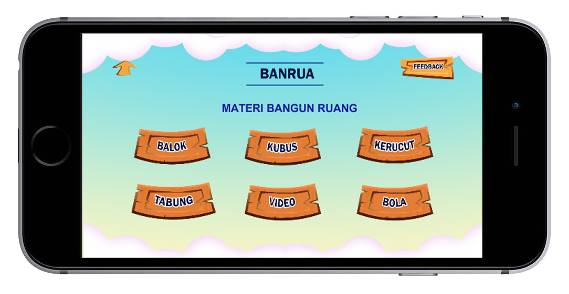 BANRUA
FEEDBACK
MATERI BANGUN RUANG
BALOK
KUBUS
KERUCUT
TABUNG
VIDEO
BOLA